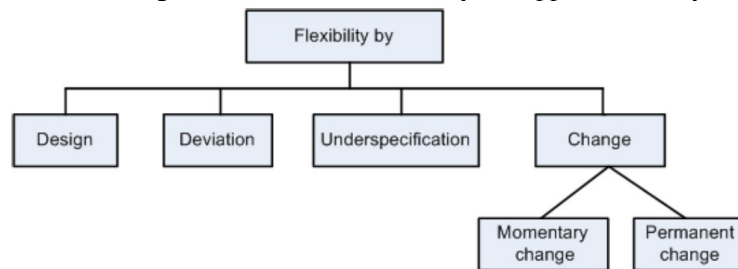 Flexibility by
Design
Deviation
Underspecification
Change
Momentary
change
Permanent
change